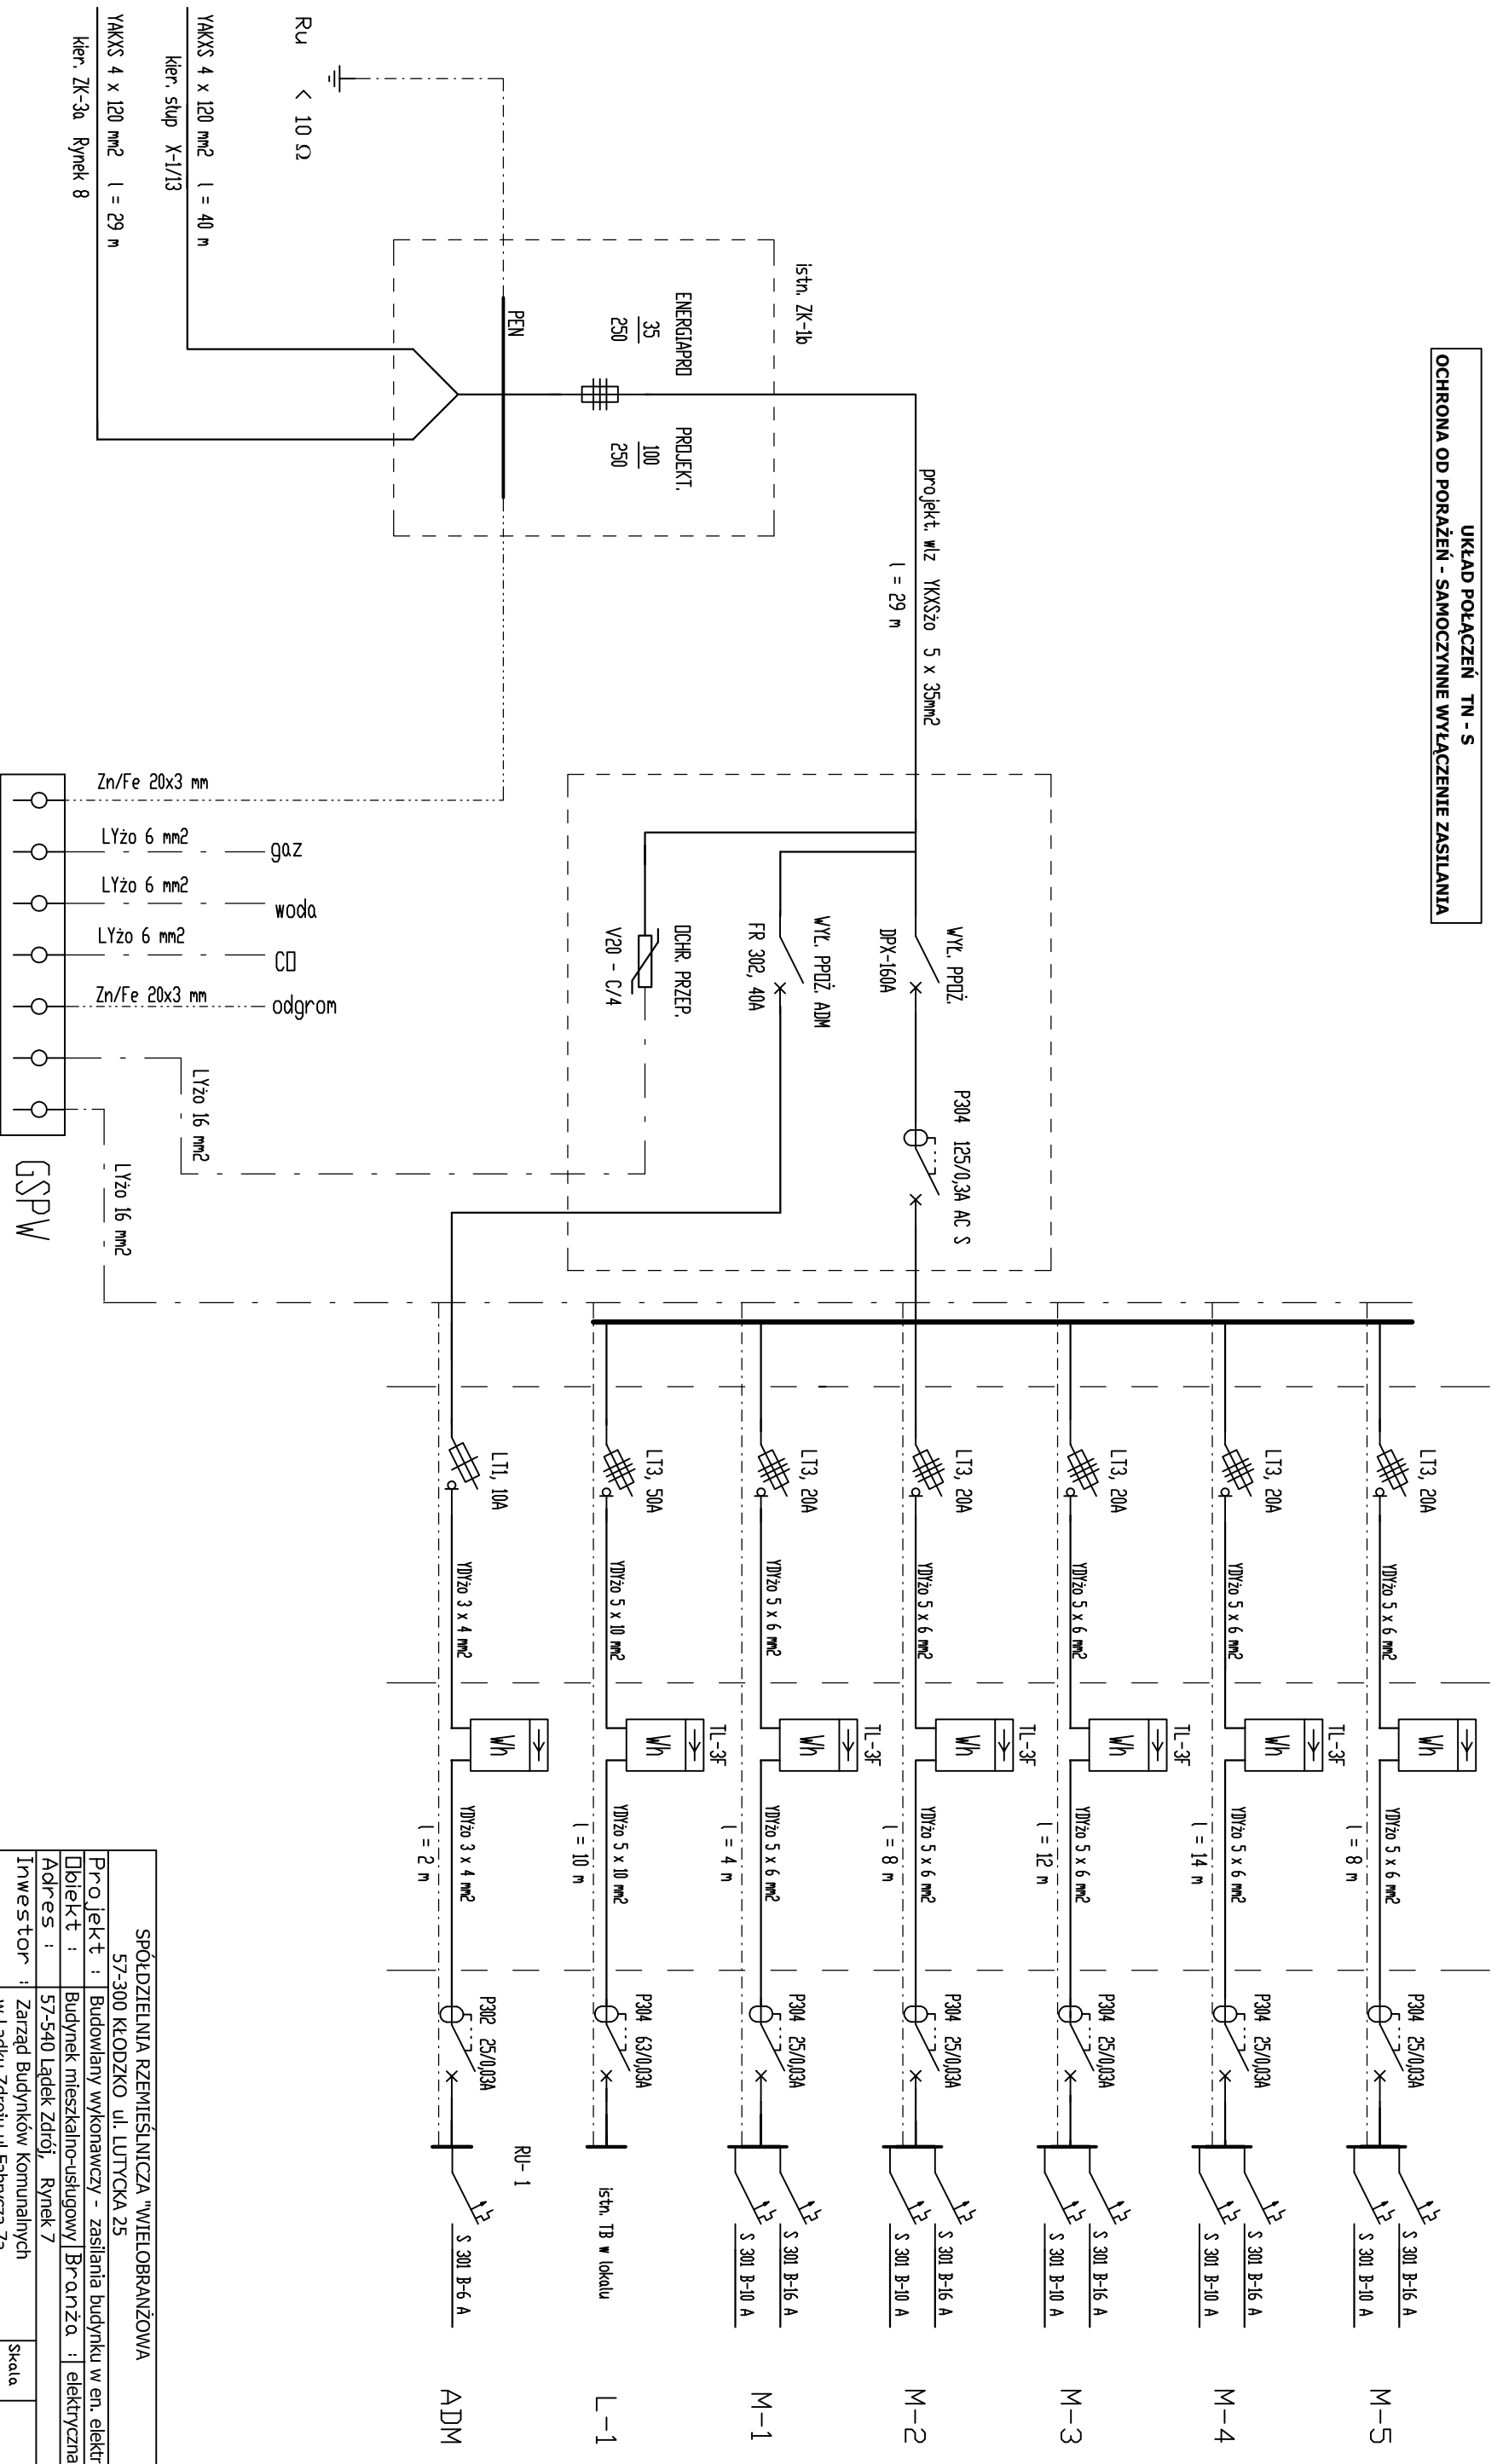 UKŁAD POŁĄCZEŃ TN - S
OCHRONA OD PORAŻEŃ - SAMOCZYNNE WYŁĄCZENIE ZASILANIA
istn. ZK-1b
ENERGIAPRO
35
250
PROJEKT.
100
250
PEN
Ru < 10 Ω
YAKXS 4 x 120 mm2 l = 40 m
kier. słup X-1/13
YAKXS 4 x 120 mm2 l = 29 m
kier. ZK-3a Rynek 8
projekt. wlz YKXSżo 5 x 35mm2
l = 29 m
WYŁ. PPOŻ.
DPX-160A
P304 125/0,3A AC S
WYŁ. PPOŻ. ADM
FR 302, 40A
OCHR. PRZEP.
V20 - C/4
Zn/Fe 20x3 mm
LYżo 6 mm2
gaz
LYżo 6 mm2
woda
LYżo 6 mm2
CO
Zn/Fe 20x3 mm
odgrom
LYżo 16 mm2
LYżo 16 mm2
GSPW
LT3, 20A
YDYżo 5 x 6 mm2
Wh
YDYżo 5 x 6 mm2
l = 8 m
P304 25/0,03A
S 301 B-16 A
S 301 B-10 A
M-5
LT3, 20A
YDYżo 5 x 6 mm2
TL-3F
Wh
YDYżo 5 x 6 mm2
l = 14 m
P304 25/0,03A
S 301 B-16 A
S 301 B-10 A
M-4
LT3, 20A
YDYżo 5 x 6 mm2
TL-3F
Wh
YDYżo 5 x 6 mm2
l = 12 m
P304 25/0,03A
S 301 B-16 A
S 301 B-10 A
M-3
LT3, 20A
YDYżo 5 x 6 mm2
TL-3F
Wh
YDYżo 5 x 6 mm2
l = 8 m
P304 25/0,03A
S 301 B-16 A
S 301 B-10 A
M-2
LT3, 20A
YDYżo 5 x 6 mm2
TL-3F
Wh
YDYżo 5 x 6 mm2
l = 4 m
P304 25/0,03A
S 301 B-16 A
S 301 B-10 A
M-1
LT3, 50A
YDYżo 5 x 10 mm2
TL-3F
Wh
YDYżo 5 x 10 mm2
l = 10 m
P304 63/0,03A
istn. TB w lokalu
L-1
LT1, 10A
YDYżo 3 x 4 mm2
Wh
YDYżo 3 x 4 mm2
l = 2 m
P302 25/0,03A
RU- 1
S 301 B-6 A
ADM
SPÓŁDZIELNIA RZEMIEŚLNICZA "WIELOBRANŻOWA
57-300 KŁODZKO ul. LUTYCKA 25
Projekt : Budowlany wykonawczy - zasilania budynku w en. elektr
Obiekt : Budynek mieszkalno-usługowy Branża : elektryczna
Adres : 57-540 Lądek Zdrój, Rynek 7
Inwestor : Zarząd Budynków Komunalnych
Skala